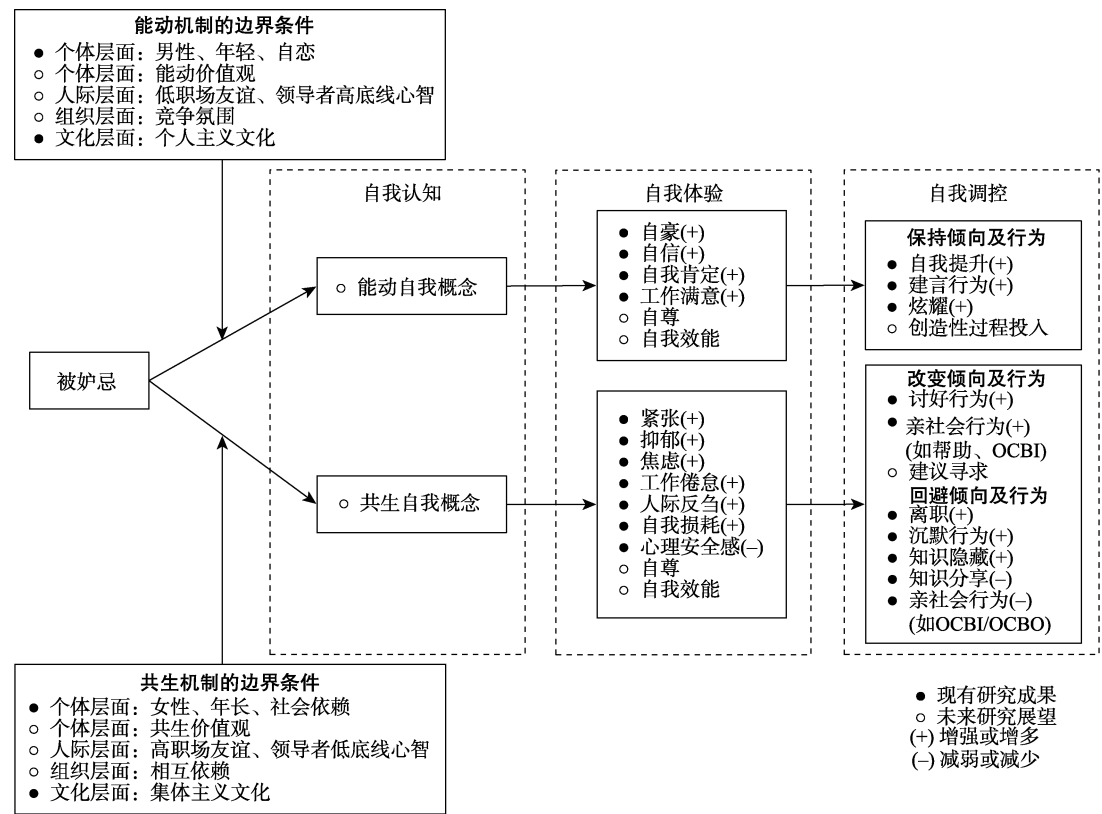 能动机制的边界条件
● 个体层面：男性、年轻、自恋
○ 个体层面：能动价值观
○ 人际层面：低职场友谊、领导者高底线心智
○ 组织层面：竞争氛围
● 文化层面：个人主义文化
自我认知
自我体验
自我调控
被妒忌
○ 能动自我概念
● 自豪(+)
● 自信(+)
● 自我肯定(+)
● 工作满意(+)
○ 自尊
○ 自我效能
保持倾向及行为
● 自我提升(+)
● 建言行为(+)
● 炫耀(+)
○ 创造性过程投入
○ 共生自我概念
● 紧张(+)
● 抑郁(+)
● 焦虑(+)
● 工作倦怠(+)
● 人际反刍(+)
● 自我损耗(+)
● 心理安全感(–)
○ 自尊
○ 自我效能
改变倾向及行为
● 讨好行为(+)
● 亲社会行为(+)
(如帮助、OCBI)
○ 建议寻求
回避倾向及行为
● 离职(+)
● 沉默行为(+)
● 知识隐藏(+)
● 知识分享(–)
● 亲社会行为(–)
(如OCBI/OCBO)
共生机制的边界条件
● 个体层面：女性、年长、社会依赖
○ 个体层面：共生价值观
○ 人际层面：高职场友谊、领导者低底线心智
○ 组织层面：相互依赖
● 文化层面：集体主义文化
● 现有研究成果
○ 未来研究展望
(+) 增强或增多
(–) 减弱或减少